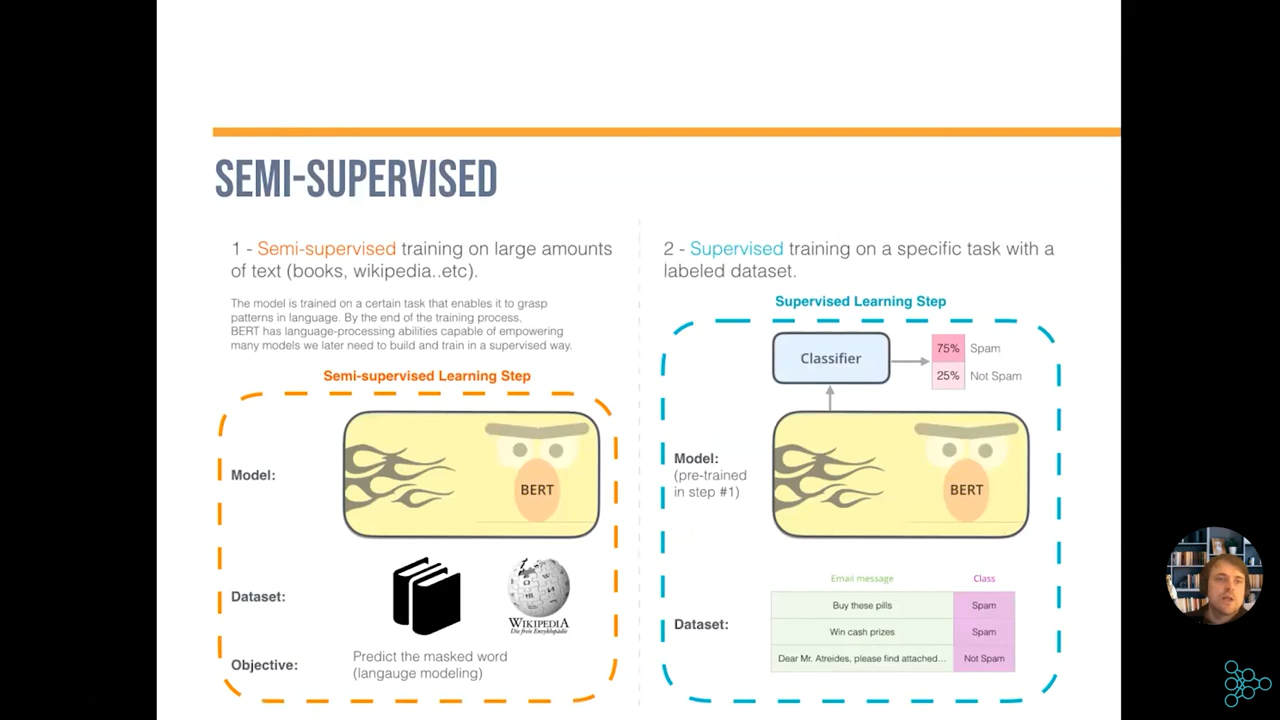 SEMI-SUPERVISED
1 - Semi-supervised training on large amounts
of text (books, wikipedia..etc).
The model is trained on a certain task that enables it to grasp
patterns in language. By the end of the training process.
BERT has language-processing abilities capable of empowering
many models we later need to build and train in a supervised way.
Semi-supervised Learning Step
Model:
BERT
Dataset:
WIKIPEDIA
Die freie Enzyklopädie
Objective:
Predict the masked word
(langauge modeling)
2 - Supervised training on a specific task with a
labeled dataset.
Supervised Learning Step
Classifier
75% Spam
25% Not Spam
Model:
(pre-trained
in step #1)
BERT
Dataset:
Email message Class
Buy these pills Spam
Win cash prizes Spam
Dear Mr. Atreides, please find attached... Not Spam